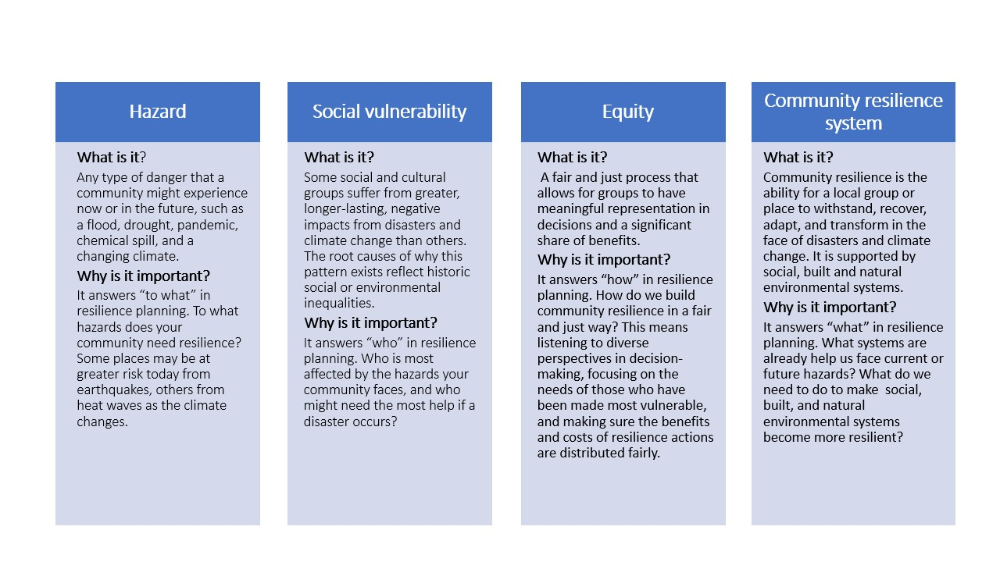 Hazard
What is it?
Any type of danger that a
community might experience
now or in the future, such as
a flood, drought, pandemic,
chemical spill, and a
changing climate.
Why is it important?
It answers “to what” in
resilience planning. To what
hazards does your
community need resilience?
Some places may be at
greater risk today from
earthquakes, others from
heat waves as the climate
changes.
Social vulnerability
What is it?
Some social and cultural
groups suffer from greater,
longer-lasting, negative
impacts from disasters and
climate change than others.
The root causes of why this
pattern exists reflect historic
social or environmental
inequalities.
Why is it important?
It answers “who” in resilience
planning. Who is most
affected by the hazards your
community faces, and who
might need the most help if a
disaster occurs?
Equity
What is it?
A fair and just process that
allows for groups to have
meaningful representation in
decisions and a significant
share of benefits.
Why is it important?
It answers “how” in resilience
planning. How do we build
community resilience in a fair
and just way? This means
listening to diverse
perspectives in decision-
making, focusing on the
needs of those who have
been made most vulnerable,
and making sure the benefits
and costs of resilience actions
are distributed fairly.
Community resilience
system
What is it?
Community resilience is the
ability for a local group or
place to withstand, recover,
adapt, and transform in the
face of disasters and climate
change. It is supported by
social, built and natural
environmental systems.
Why is it important?
It answers “what” in resilience
planning. What systems are
already help us face current or
future hazards? What do we
need to do to make  social,
built, and natural
environmental systems
become more resilient?